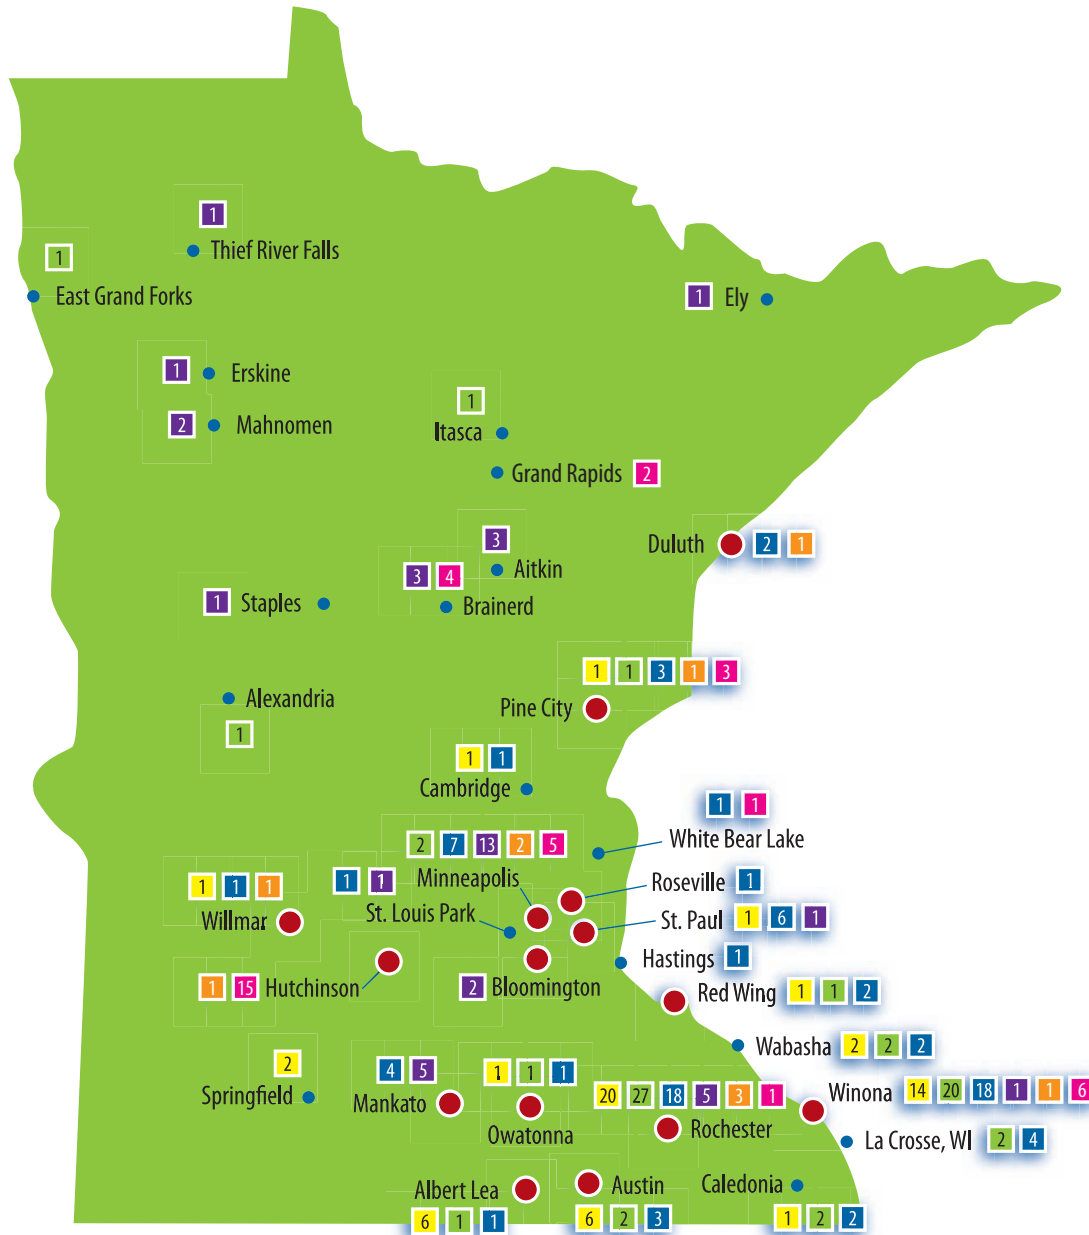 1
Thief River Falls
1
East Grand Forks
1 Ely
1 Erskine
2 Mahnomen
1
Itasca
Grand Rapids 2
Duluth 2 1
3
Aitkin
3 4
Brainerd
1 Staples
1 1 3 1 3
Pine City
Alexandria
1
1 1
Cambridge
1 1
White Bear Lake
2 7 13 2 5
Minneapolis
1 1
St. Louis Park
Roseville 1
St. Paul 1 6 1
1 1 1
Willmar
Hastings 1
1 15 Hutchinson
2 Bloomington
Red Wing 1 1 2
Wabasha 2 2 2
2
Springfield
4 5
Mankato
1 1 1
Owatonna
20 27 18 5 3 1
Rochester
Winona 14 20 18 1 1 6
La Crosse, WI 2 4
Albert Lea
6 1 1
Austin
6 2 3
Caledonia
1 2 2